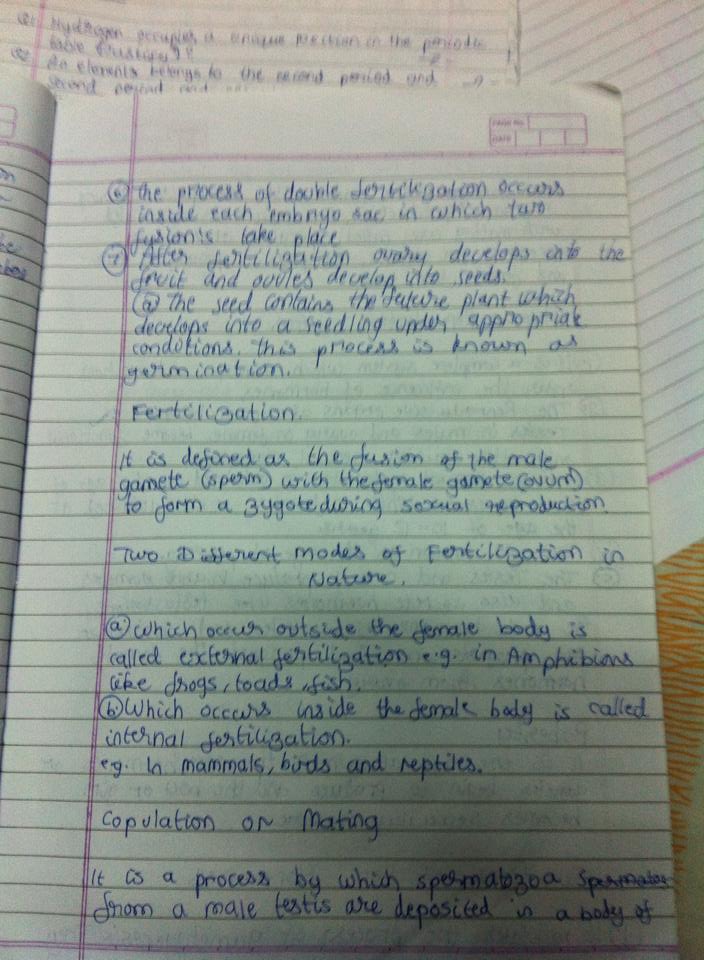 Q1 Hydrogen occupies a unique position in the periodic
table Justify?
An elements belongs to the second period and
second period and
PAGE NO.
DATE
⑥ the process of double fertilization occurs
inside each embryo sac in which two
fusion's take place
⑦ After fertilization ovary develops into the
fruit and ovules develop into seeds.
ⓐ The seed contains the future plant which
develops into a seedling under appropriate
conditions. this process is known as
germination.
Fertilization.
It is defined as the fusion of the male
gamete (sperm) with the female gamete (ovum)
to form a zygote during sexual reproduction.
Two Different modes of Fertilization in
Nature.
ⓐ Which occur outside the female body is
called external fertilization e.g. in Amphibions
like frogs, toads, fish.
ⓑ Which occurs inside the female body is called
internal fertilization.
eg. In mammals, birds and reptiles.
Copulation or Mating
It is a process by which spermatozoa
from a male testis are deposited in a body of